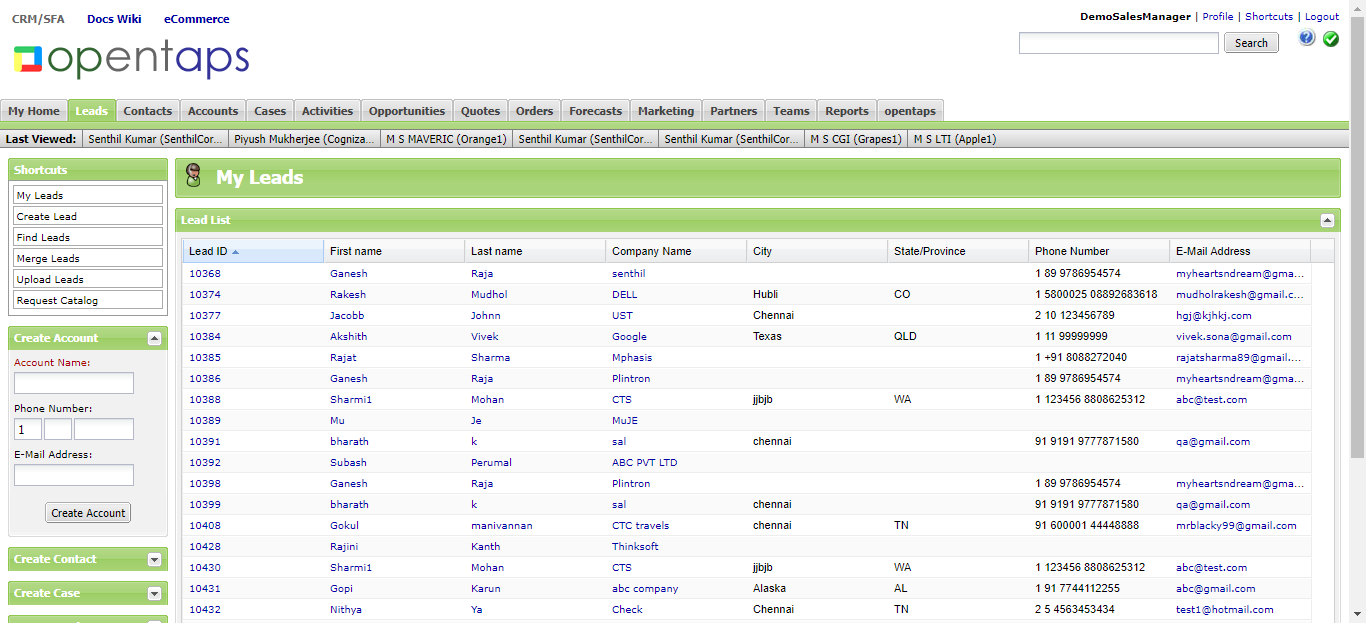 CRM/SFA Docs Wiki eCommerce
DemoSalesManager | Profile | Shortcuts | Logout
opentaps
Search
My Home Leads Contacts Accounts Cases Activities Opportunities Quotes Orders Forecasts Marketing Partners Teams Reports opentaps
Last Viewed: Senthil Kumar (SenthilCor... Piyush Mukherjee (Cogniza... M S MAVERIC (Orange1) Senthil Kumar (SenthilCor... Senthil Kumar (SenthilCor... M S CGI (Grapes1) M S LTI (Apple1)
Shortcuts
My Leads
Create Lead
Find Leads
Merge Leads
Upload Leads
Request Catalog
Create Account
Account Name:
Phone Number:
1
E-Mail Address:
Create Account
Create Contact
Create Case
My Leads
Lead List
Lead ID First name Last name Company Name City State/Province Phone Number E-Mail Address
10368 Ganesh Raja senthil 1 89 9786954574 myheartsndream@gma...
10374 Rakesh Mudhol DELL Hubli CO 1 5800025 08892683618 mudholrakesh@gmail.c...
10377 Jacobb Johnn UST Chennai 2 10 123456789 hgj@kjhkj.com
10384 Akshith Vivek Google Texas QLD 1 11 99999999 vivek.sona@gmail.com
10385 Rajat Sharma Mphasis 1 +91 8088272040 rajatsharma89@gmail....
10386 Ganesh Raja Plintron 1 89 9786954574 myheartsndream@gma...
10388 Sharmi1 Mohan CTS jjbjb WA 1 123456 8808625312 abc@test.com
10389 Mu Je MuJE
10391 bharath k sal chennai 91 9191 9777871580 qa@gmail.com
10392 Subash Perumal ABC PVT LTD
10398 Ganesh Raja Plintron 1 89 9786954574 myheartsndream@gma...
10399 bharath k sal chennai 91 9191 9777871580 qa@gmail.com
10408 Gokul manivannan CTC travels chennai TN 91 600001 44448888 mrblacky99@gmail.com
10428 Rajini Kanth Thinksoft
10430 Sharmi1 Mohan CTS jjbjb WA 1 123456 8808625312 abc@test.com
10431 Gopi Karun abc company Alaska AL 1 91 7744112255 abc@gmail.com
10432 Nithya Ya Check Chennai TN 2 5 4563453434 test1@hotmail.com